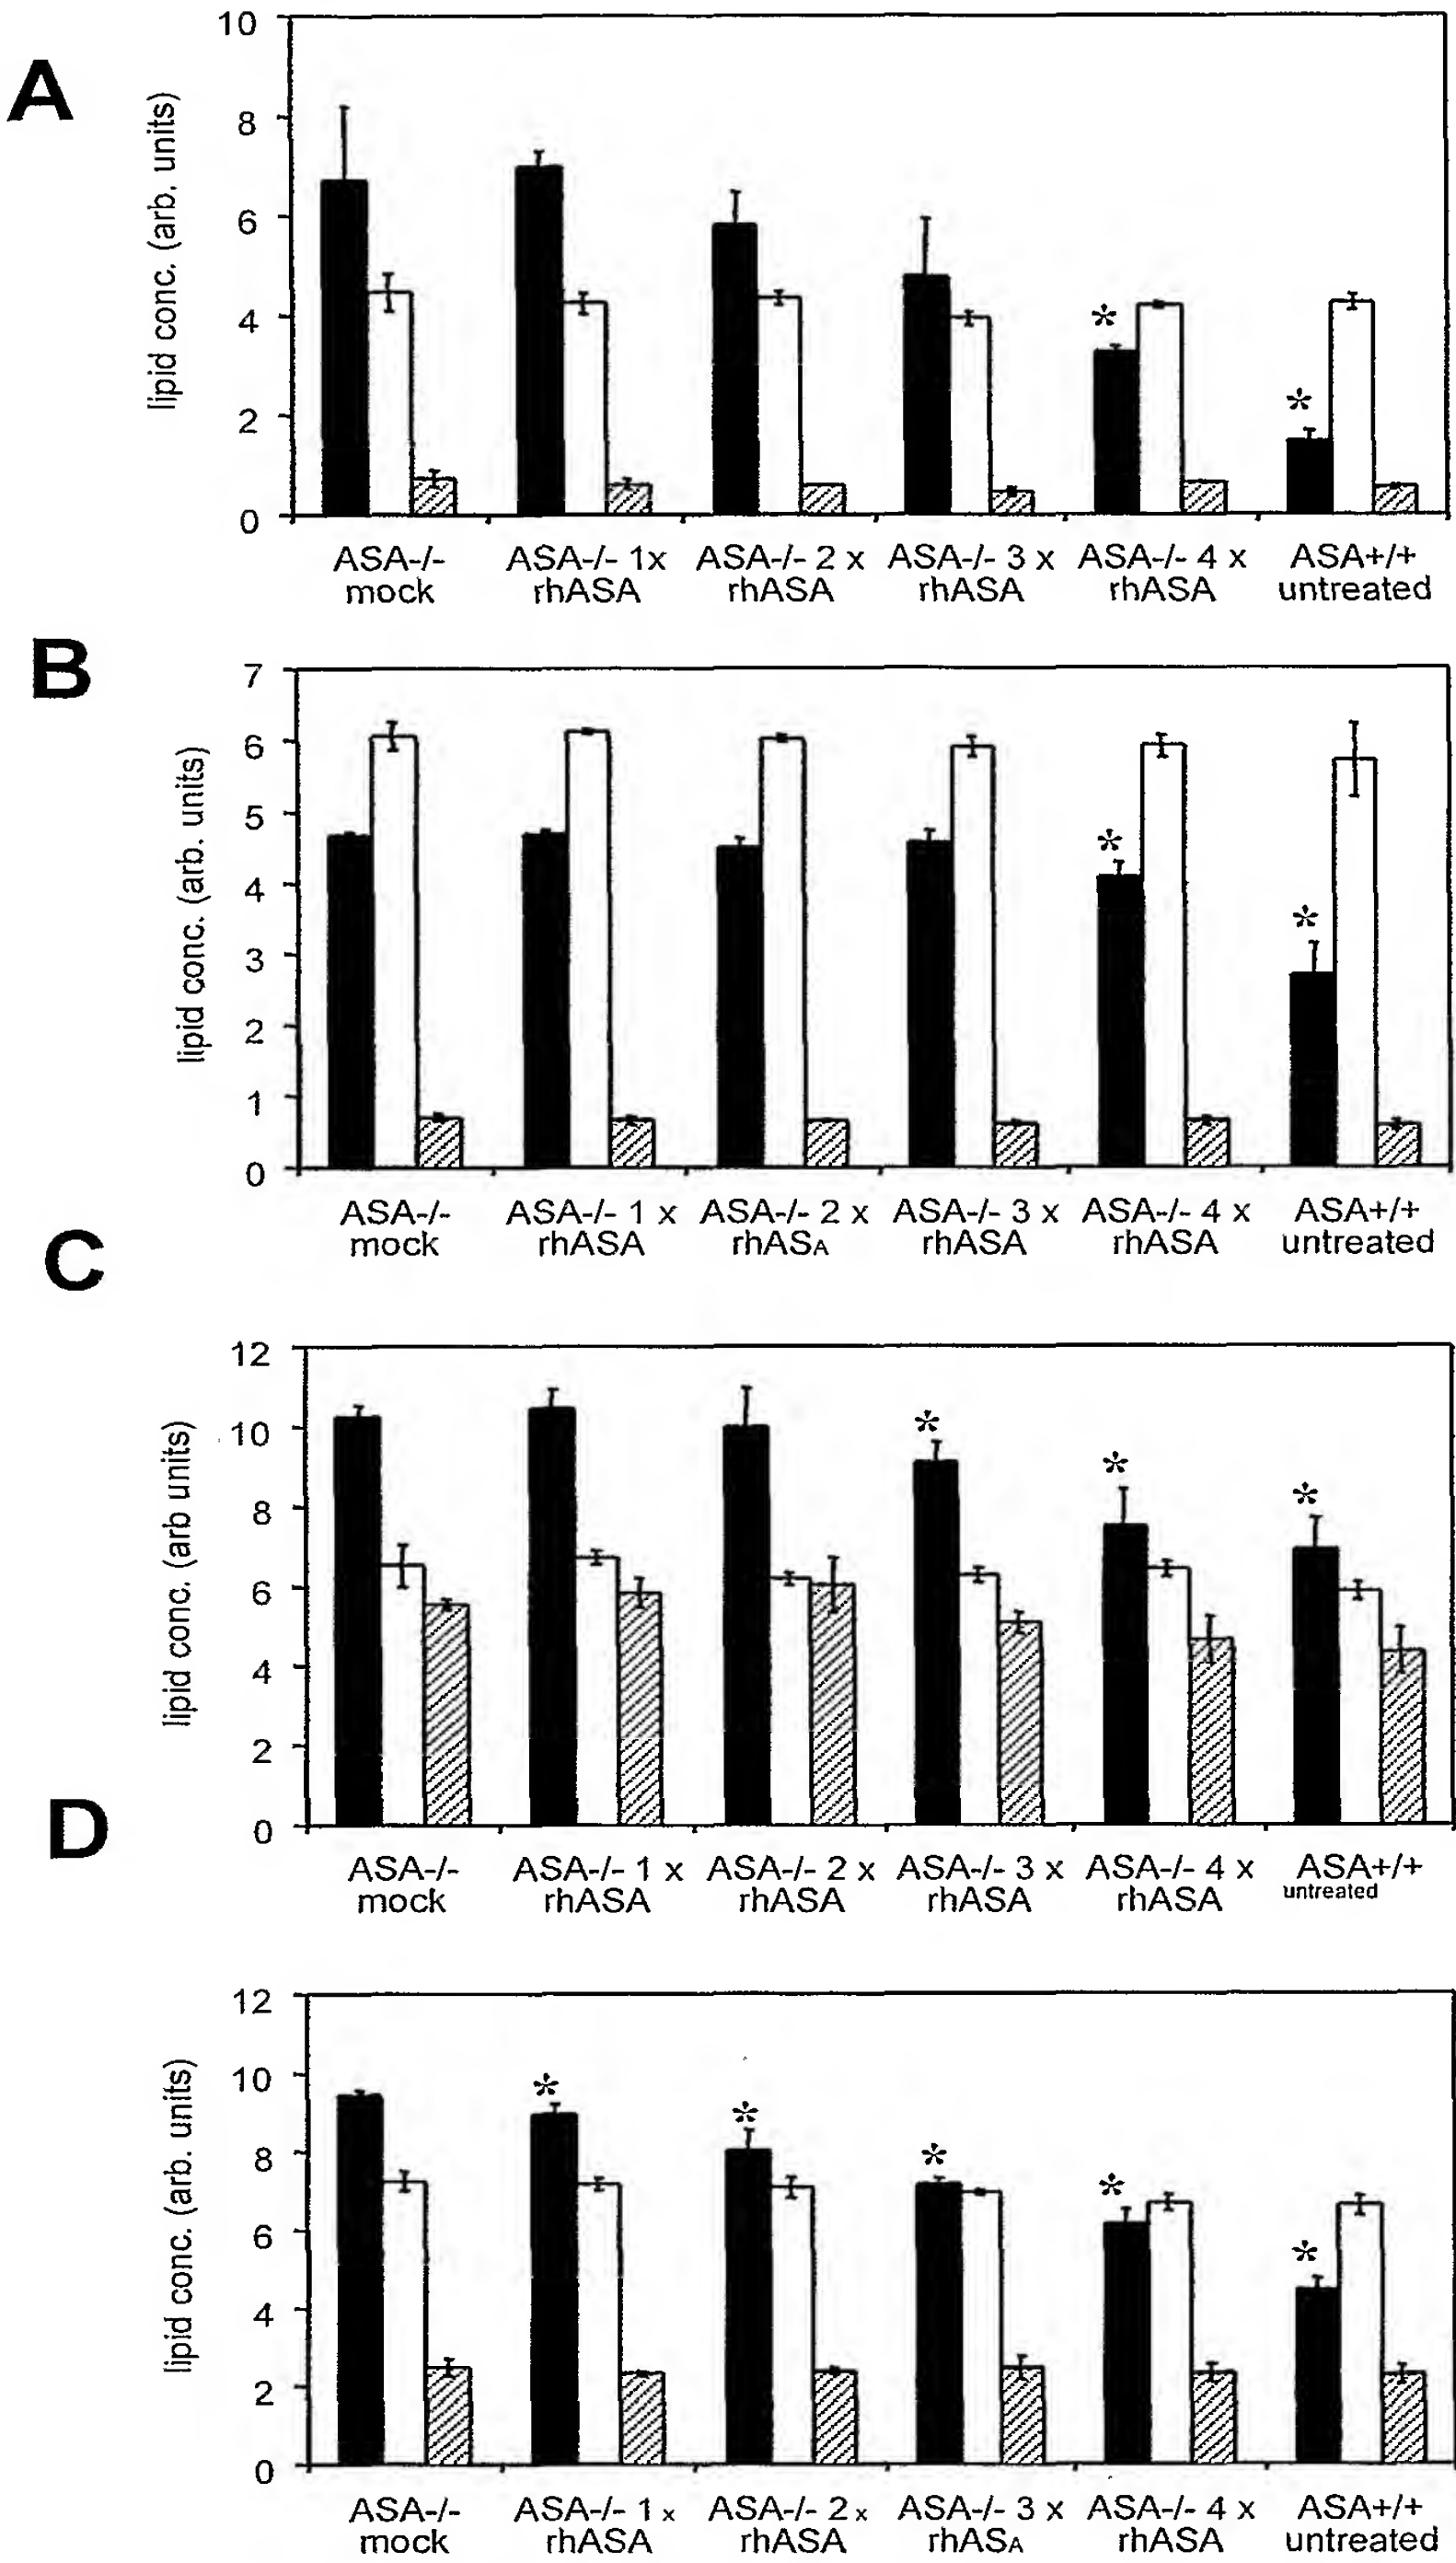 A
lipid conc. (arb. units)
10
8
6
4
2
0
*
*
ASA-/- mock
ASA-/- 1x rhASA
ASA-/- 2 x rhASA
ASA-/- 3 x rhASA
ASA-/- 4 x rhASA
ASA+/+ untreated
B
lipid conc. (arb. units)
7
6
5
4
3
2
1
0
*
*
ASA-/- mock
ASA-/- 1 x rhASA
ASA-/- 2 x rhASA
ASA-/- 3 x rhASA
ASA-/- 4 x rhASA
ASA+/+ untreated
C
lipid conc. (arb units)
12
10
8
6
4
2
0
*
*
*
ASA-/- mock
ASA-/- 1 x rhASA
ASA-/- 2 x rhASA
ASA-/- 3 x rhASA
ASA-/- 4 x rhASA
ASA+/+ untreated
D
lipid conc. (arb. units)
12
10
8
6
4
2
0
*
*
*
*
*
ASA-/- mock
ASA-/- 1 x rhASA
ASA-/- 2 x rhASA
ASA-/- 3 x rhASA
ASA-/- 4 x rhASA
ASA+/+ untreated